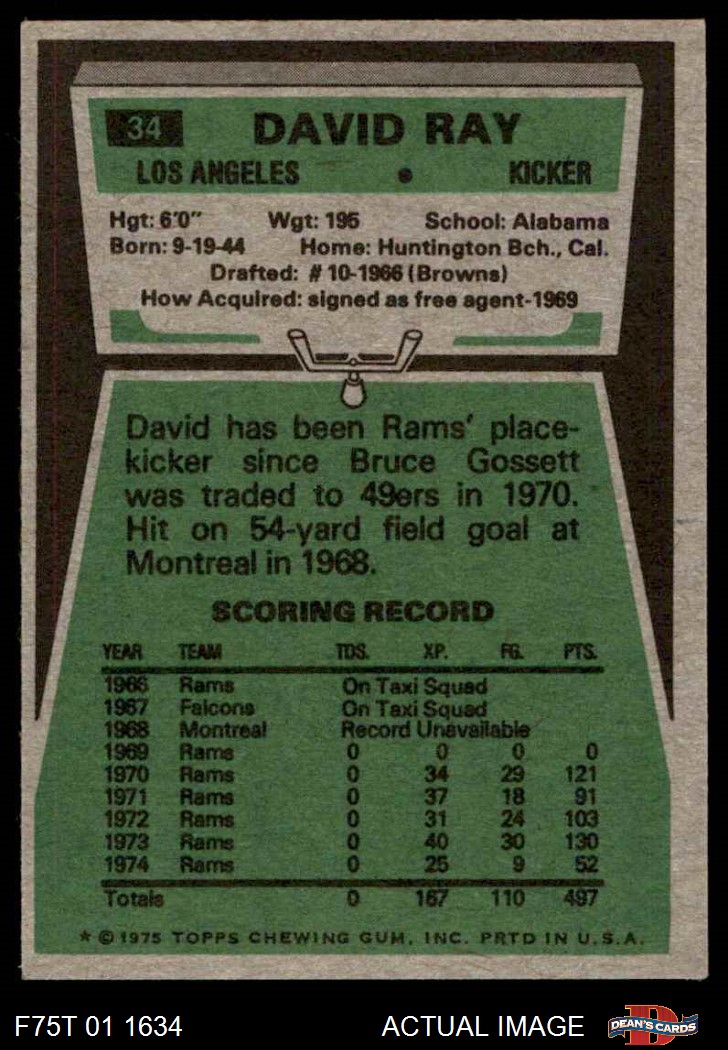 34 DAVID RAY
LOS ANGELES • KICKER
Hgt: 6'0" Wgt: 195 School: Alabama
Born: 9-19-44 Home: Huntington Bch., Cal.
Drafted: #10-1966 (Browns)
How Acquired: signed as free agent-1969
David has been Rams' place-
kicker since Bruce Gossett
was traded to 49ers in 1970.
Hit on 54-yard field goal at
Montreal in 1968.
SCORING RECORD
YEAR TEAM TDS. XP. FG. PTS.
1966 Rams On Taxi Squad
1967 Falcons On Taxi Squad
1968 Montreal Record Unavailable
1969 Rams 0 0 0 0
1970 Rams 0 34 29 121
1971 Rams 0 37 18 91
1972 Rams 0 31 24 103
1973 Rams 0 40 30 130
1974 Rams 0 25 9 52
Totals 0 167 110 497
* © 1975 TOPPS CHEWING GUM, INC. PRTD IN U.S.A.
F75T 01 1634 ACTUAL IMAGE DEAN'S CARDS